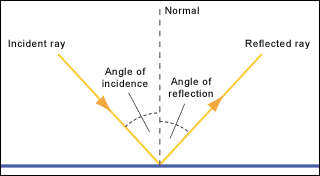 Normal
Incident ray
Reflected ray
Angle of
incidence
Angle of
reflection